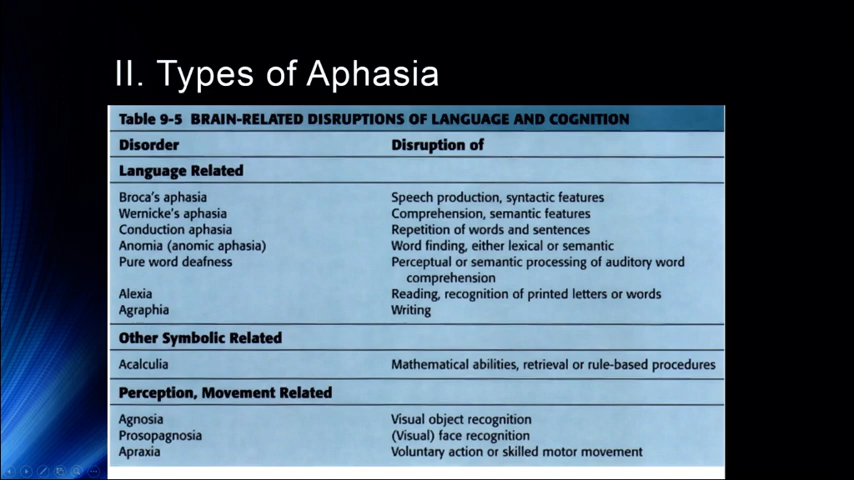 II. Types of Aphasia
Table 9-5 BRAIN-RELATED DISRUPTIONS OF LANGUAGE AND COGNITION
Disorder Disruption of
Language Related
Broca's aphasia Speech production, syntactic features
Wernicke's aphasia Comprehension, semantic features
Conduction aphasia Repetition of words and sentences
Anomia (anomic aphasia) Word finding, either lexical or semantic
Pure word deafness Perceptual or semantic processing of auditory word
comprehension
Alexia Reading, recognition of printed letters or words
Agraphia Writing
Other Symbolic Related
Acalculia Mathematical abilities, retrieval or rule-based procedures
Perception, Movement Related
Agnosia Visual object recognition
Prosopagnosia (Visual) face recognition
Apraxia Voluntary action or skilled motor movement